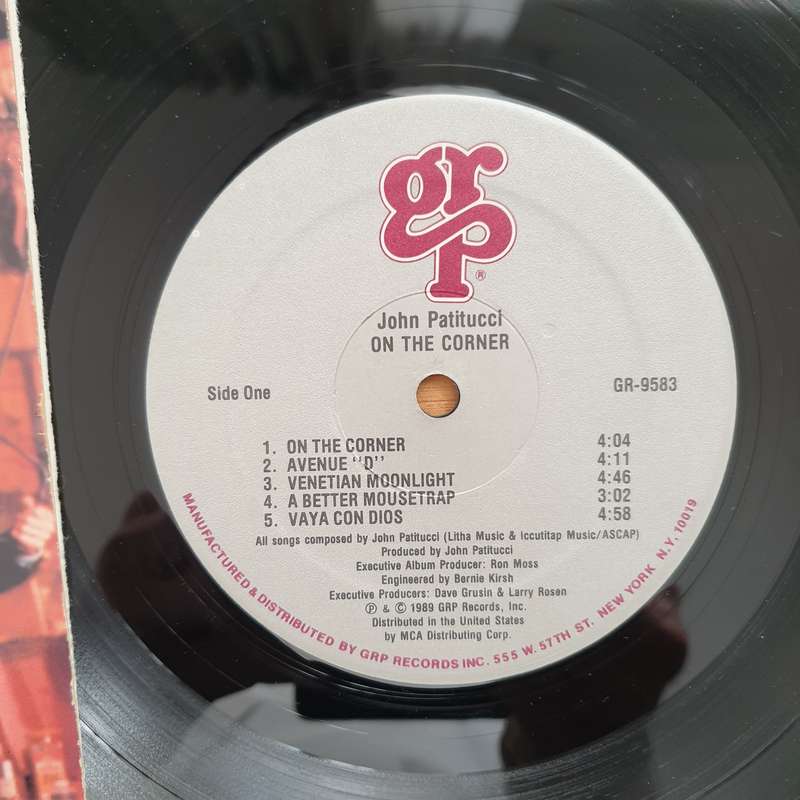 grp
®
John Patitucci
ON THE CORNER
Side One
GR-9583
1. ON THE CORNER 4:04
2. AVENUE "D" 4:11
3. VENETIAN MOONLIGHT 4:46
4. A BETTER MOUSETRAP 3:02
5. VAYA CON DIOS 4:58
All songs composed by John Patitucci (Litha Music & Iccutitap Music/ASCAP)
Produced by John Patitucci
Executive Album Producer: Ron Moss
Engineered by Bernie Kirsh
Executive Producers: Dave Grusin & Larry Rosen
℗ & © 1989 GRP Records, Inc.
Distributed in the United States
by MCA Distributing Corp.
MANUFACTURED & DISTRIBUTED BY GRP RECORDS INC. 555 W. 57TH ST. NEW YORK N.Y. 10019